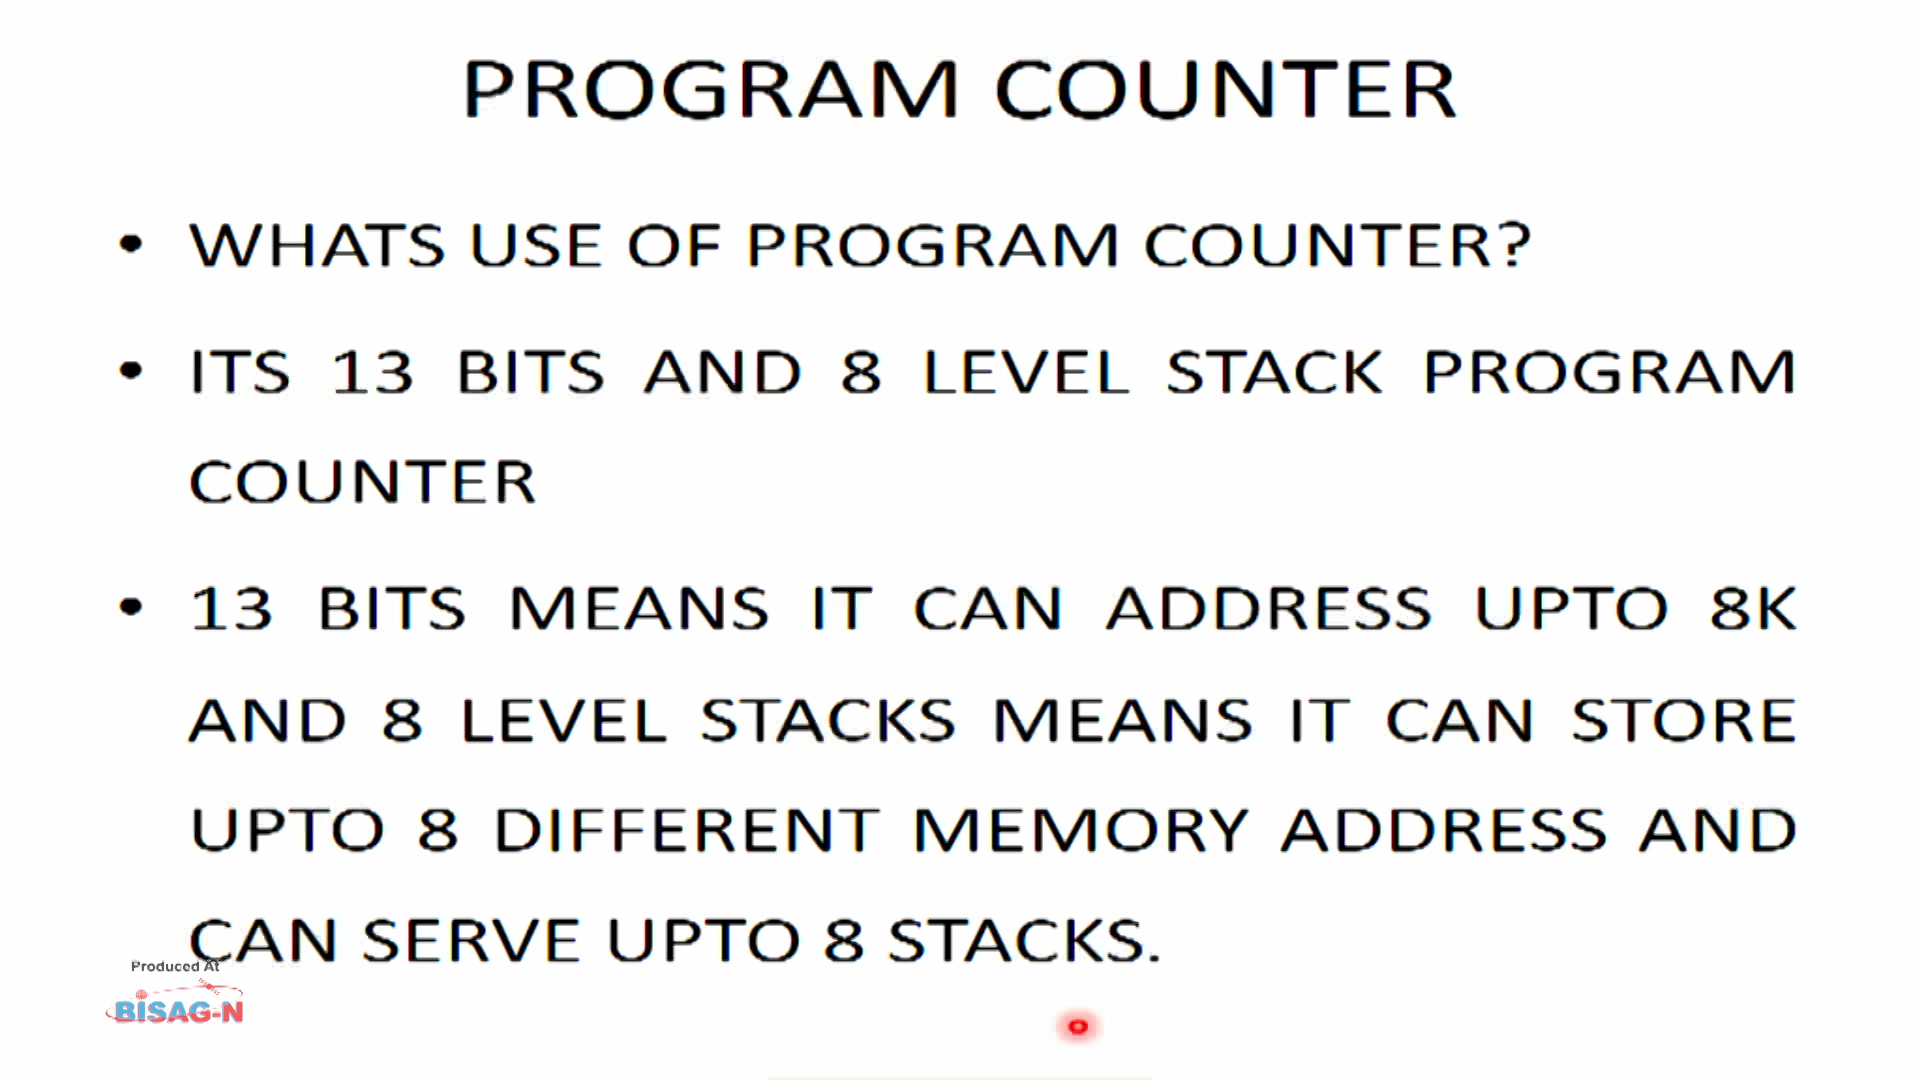 PROGRAM COUNTER
• WHATS USE OF PROGRAM COUNTER?
• ITS 13 BITS AND 8 LEVEL STACK PROGRAM
COUNTER
• 13 BITS MEANS IT CAN ADDRESS UPTO 8K
AND 8 LEVEL STACKS MEANS IT CAN STORE
UPTO 8 DIFFERENT MEMORY ADDRESS AND
CAN SERVE UPTO 8 STACKS.
Produced At
BISAG-N